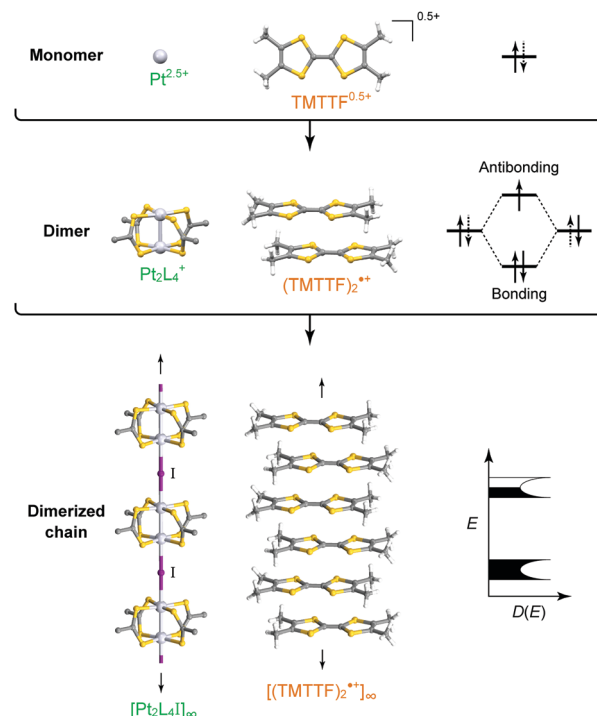 0.5+
Monomer
Pt2.5+
TMTTF0.5+
Antibonding
Dimer
Pt2L4+
(TMTTF)2•+
Bonding
I
Dimerized
chain
I
E
D(E)
[Pt2L4I]∞
[(TMTTF)2•+]∞